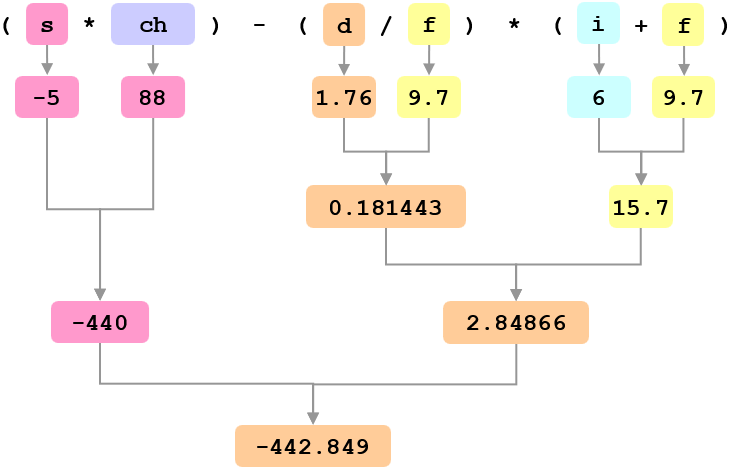 ( s * ch ) - ( d / f ) * ( i + f )
-5 88 1.76 9.7 6 9.7
0.181443 15.7
-440 2.84866
-442.849